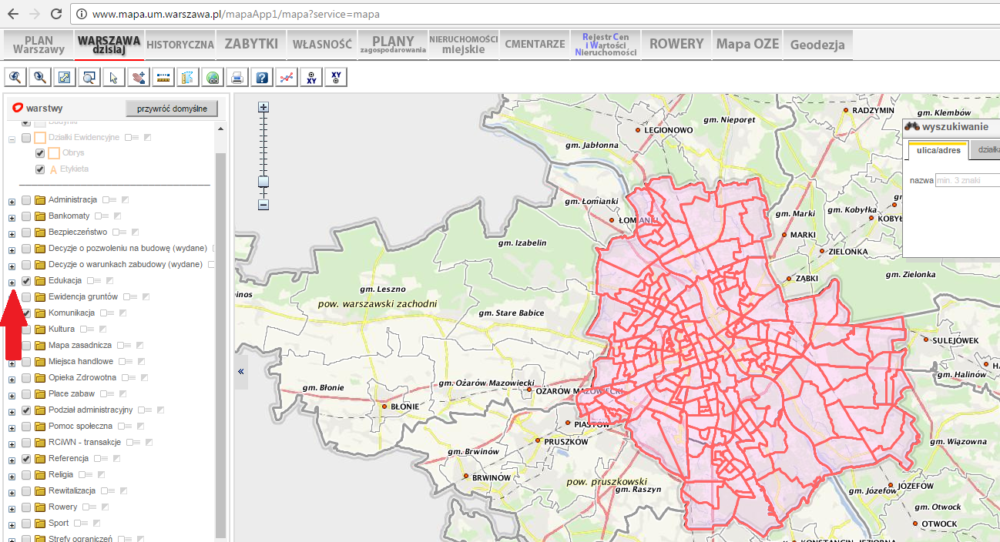 www.mapa.um.warszawa.pl/mapaApp1/mapa?service=mapa
PLAN
Warszawy
WARSZAWA
dzisiaj
HISTORYCZNA
ZABYTKI
WŁASNOŚĆ
PLANY
zagospodarowania
NIERUCHOMOŚCI
miejskie
CMENTARZE
Rejestr Cen
i Wartości
Nieruchomości
ROWERY
Mapa OZE
Geodezja
XY
XY
warstwy
przywróć domyślne
Budynki
Działki Ewidencyjne
Obrys
A Etykieta
Administracja
Bankomaty
Bezpieczeństwo
Decyzje o pozwoleniu na budowę (wydane)
Decyzje o warunkach zabudowy (wydane)
Edukacja
Ewidencja gruntów
Komunikacja
Kultura
Mapa zasadnicza
Miejsca handlowe
Opieka Zdrowotna
Place zabaw
Podział administracyjny
Pomoc społeczna
RCiWN - transakcje
Referencja
Religia
Rewitalizacja
Rowery
Sport
Strefy ograniczeń
«
wyszukiwanie
ulica/adres
działk
nazwa
min. 3 znaki
RADZYMIN
gm. Klembów
gm. Nieporęt
LEGIONOWO
gm. Jabłonna
gm. Łomianki
ŁOMIANKI
gm. Marki
gm. Kobyłka
KOBYŁ
MARKI
ZIELONKA
gm. Izabelin
ZĄBKI
gm. Zielonka
gm. Leszno
inos
pow. warszawski zachodni
gm. Stare Babice
SULEJÓWEK
gm. Halinów
gm. Ożarów Mazowiecki
gm. Błonie
OŻARÓW MAZOWIECKI
BŁONIE
PIASTÓW
PRUSZKÓW
gm. Wiązowna
gm. Brwinów
BRWINOW
pow. pruszkowski
gm. Raszyn
JÓZEFÓW
gm. Józefów
gm. Otwock
OTWOCK
KONSTANCIN-JEZIORNA